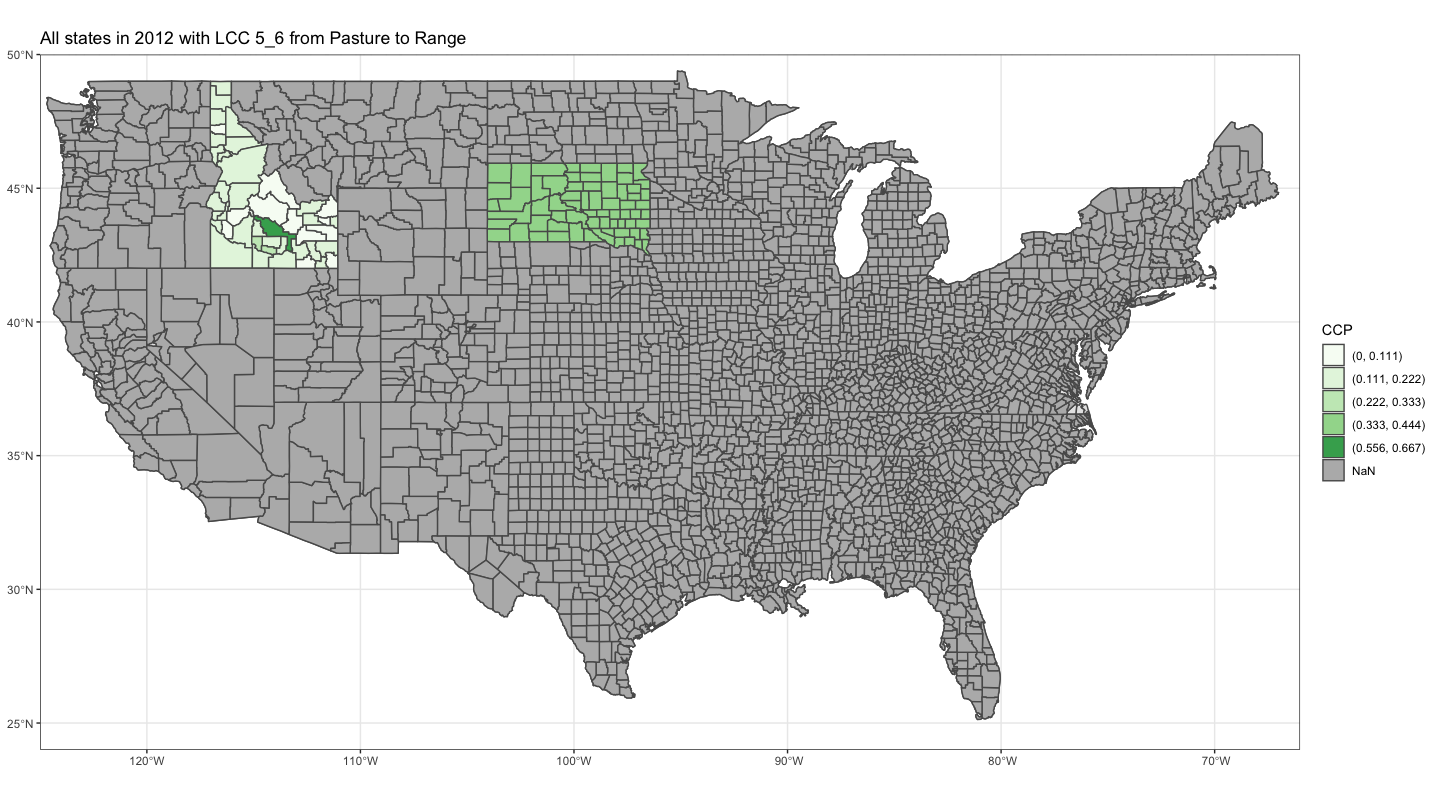 All states in 2012 with LCC 5_6 from Pasture to Range
50°N
45°N
40°N
35°N
30°N
25°N
120°W
110°W
100°W
90°W
80°W
70°W
CCP
(0, 0.111)
(0.111, 0.222)
(0.222, 0.333)
(0.333, 0.444)
(0.556, 0.667)
NaN